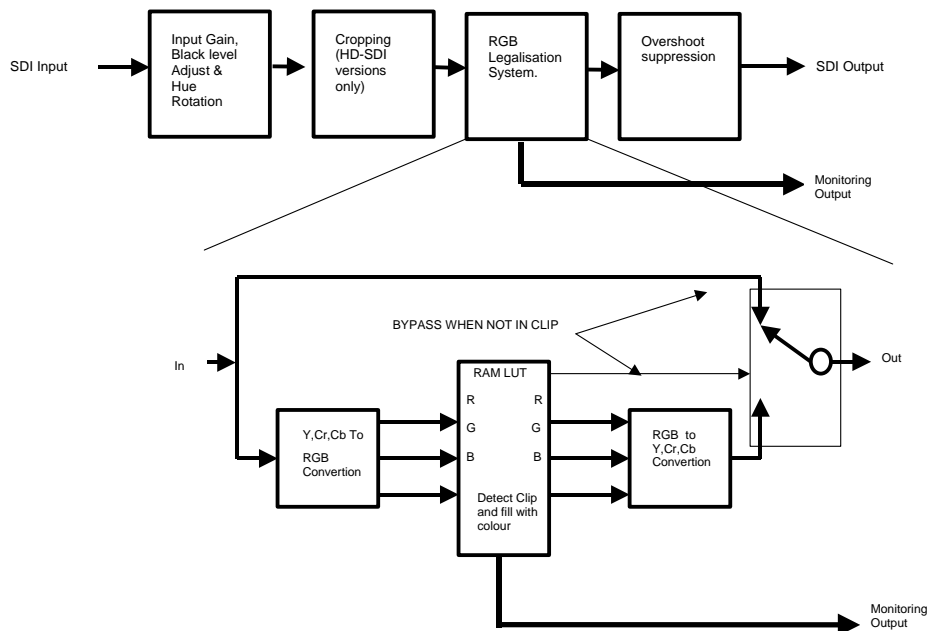 SDI Input
Input Gain,
Black level
Adjust &
Hue
Rotation
Cropping
(HD-SDI
versions
only)
RGB
Legalisation
System.
Overshoot
suppression
SDI Output
Monitoring
Output
BYPASS WHEN NOT IN CLIP
In
Out
Y,Cr,Cb To
RGB
Convertion
RAM LUT
R R
G G
B B
Detect Clip
and fill with
colour
RGB to
Y,Cr,Cb
Convertion
Monitoring
Output